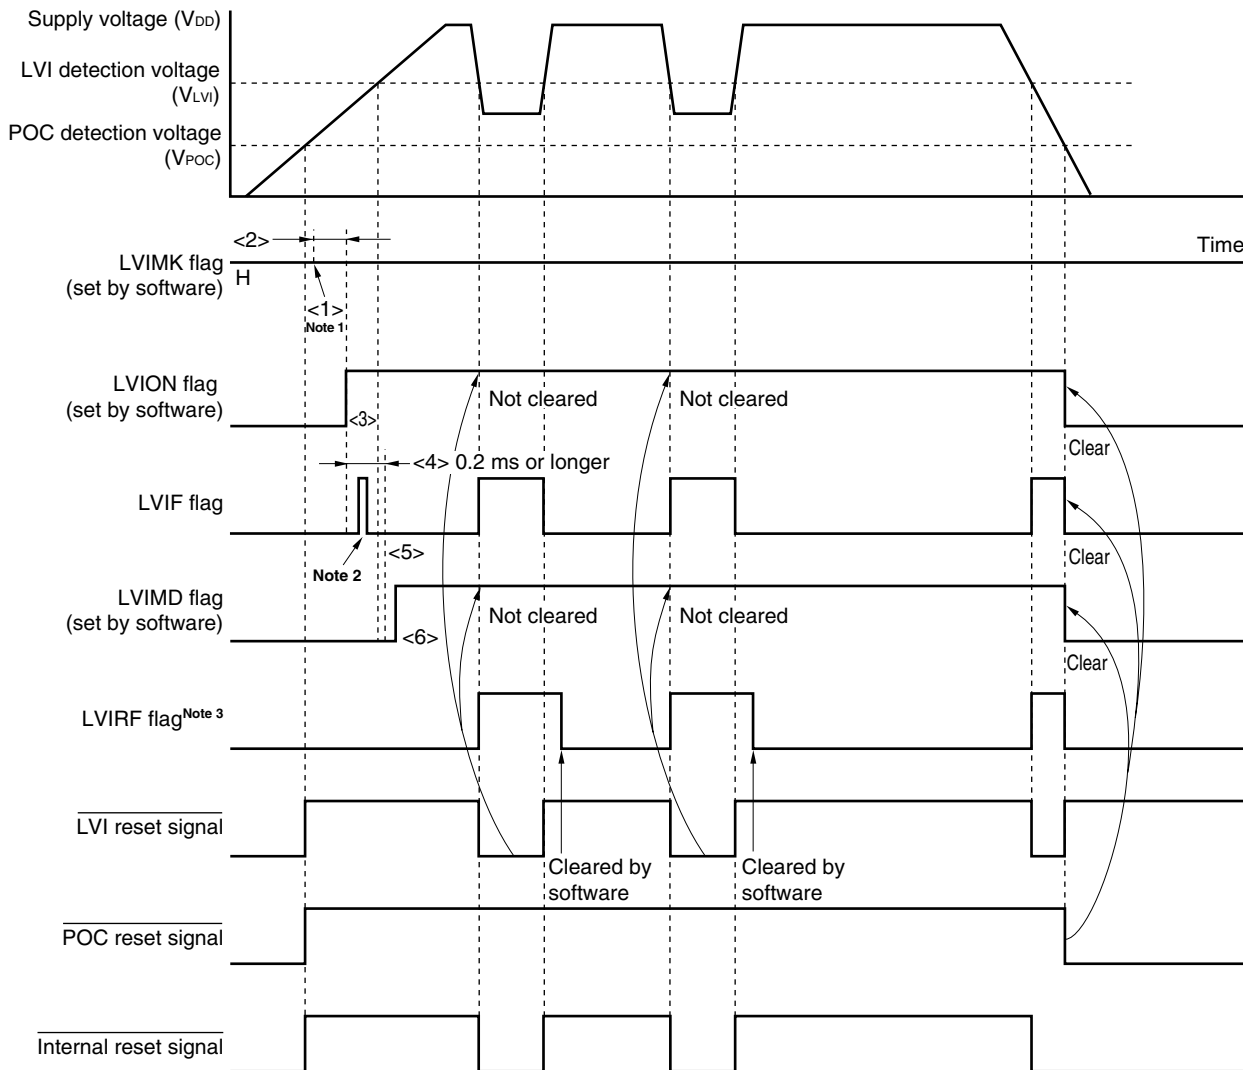 Supply voltage (VDD)
LVI detection voltage
(VLVI)
POC detection voltage
(VPOC)
Time
<2>
LVIMK flag
(set by software)
H
<1>
Note 1
LVION flag
(set by software)
Not cleared
Not cleared
<3>
Clear
<4> 0.2 ms or longer
LVIF flag
Note 2
<5>
Clear
LVIMD flag
(set by software)
Not cleared
Not cleared
<6>
Clear
LVIRF flag Note 3
LVI reset signal
Cleared by
software
Cleared by
software
POC reset signal
Internal reset signal